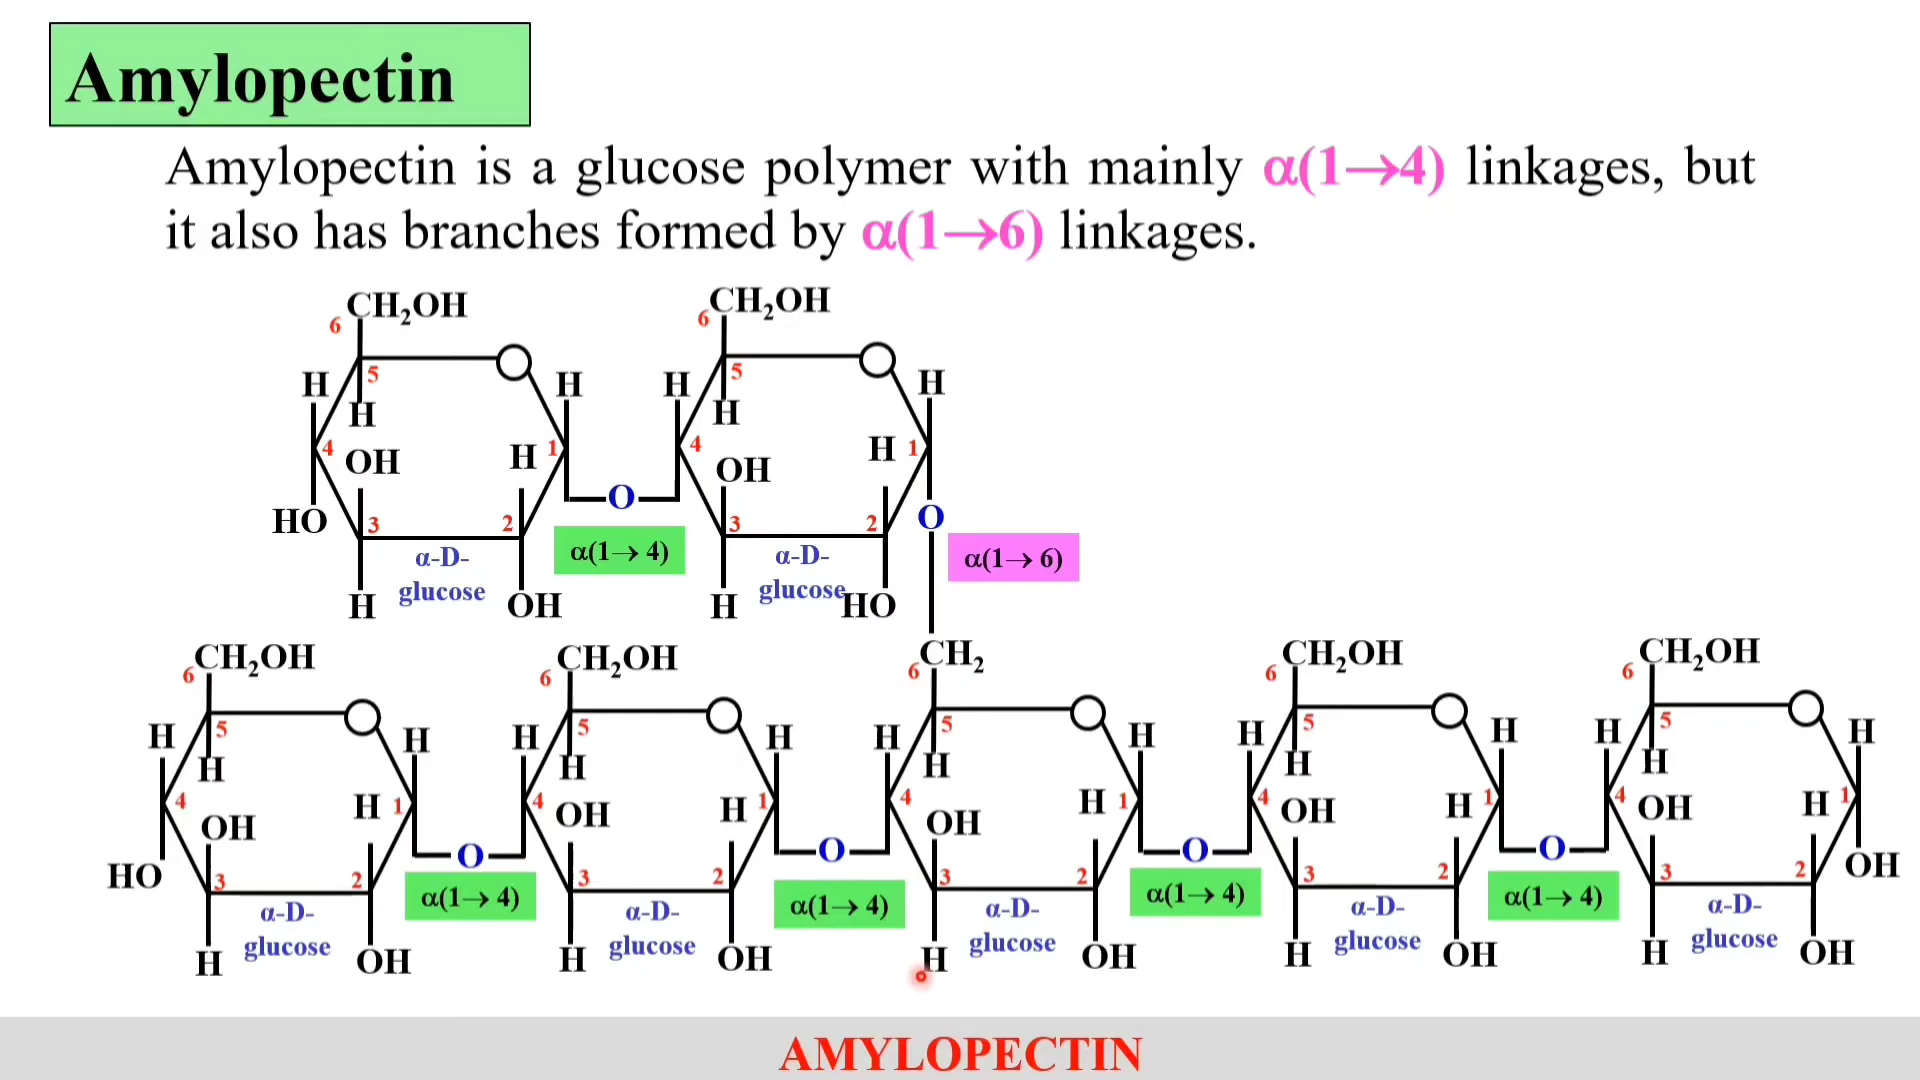 Amylopectin
Amylopectin is a glucose polymer with mainly α(1→4) linkages, but
it also has branches formed by α(1→6) linkages.
CH₂OH CH₂OH
6 6
5 5
H H H H
H H
4 OH H 1 4 OH H 1
O O
HO 3 2 3 2
α(1→ 4) α(1→ 6)
α-D- α-D-
glucose glucose
H OH H HO
CH₂OH CH₂OH CH₂ CH₂OH CH₂OH
6 6 6 6 6
5 5 5 5 5
H H H H H H H H H H
H H H H H
4 OH H 1 4 OH H 1 4 OH H 1 4 OH H 1 4 OH H 1
O O O O OH
HO 3 2 3 2 3 2 3 2 3 2
α(1→ 4) α(1→ 4) α(1→ 4) α(1→ 4)
α-D- α-D- α-D- α-D- α-D-
glucose glucose glucose glucose glucose
H OH H OH H OH H OH H OH
AMYLOPECTIN